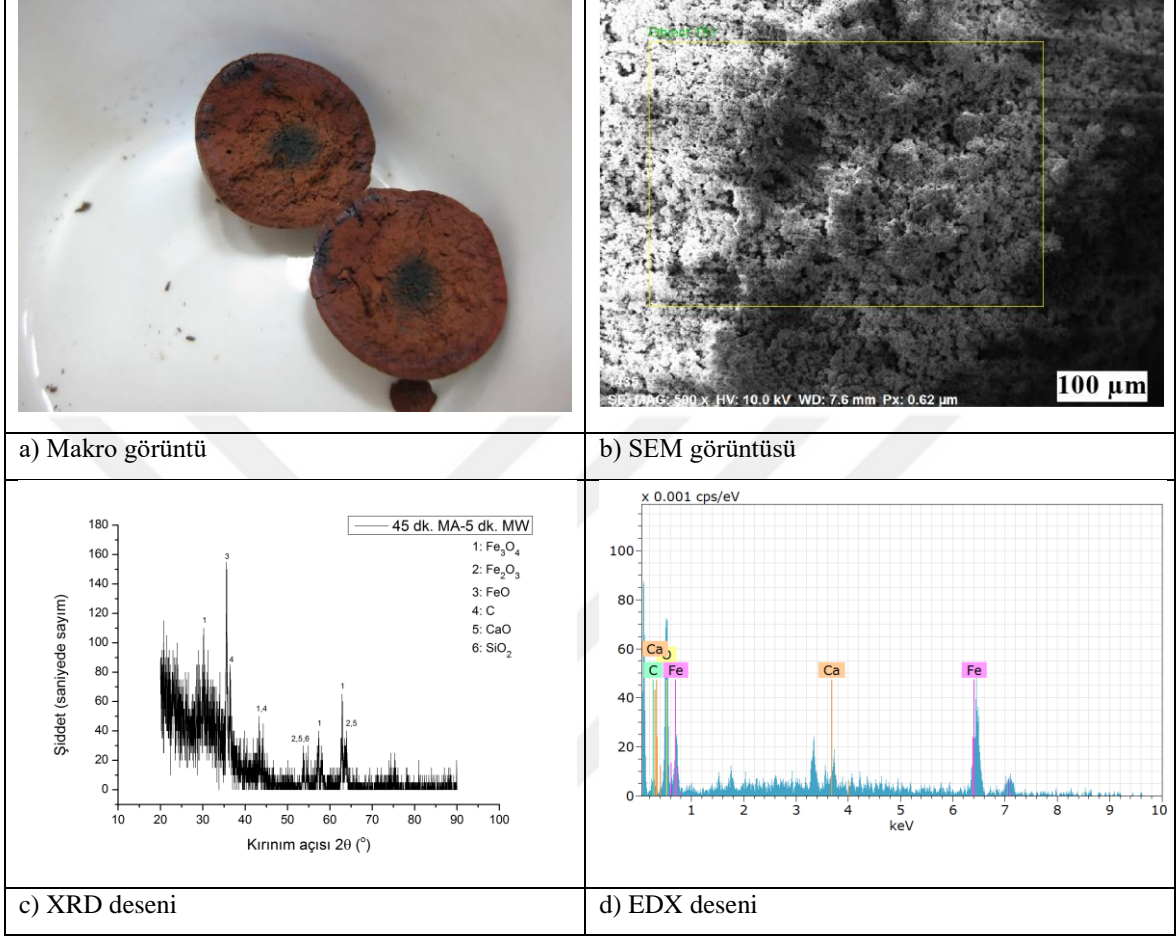 SE MAG: 500 x HV: 10.0 kV WD: 7.6 mm Px: 0.62 µm
100 µm
a) Makro görüntü
b) SEM görüntüsü
180
160
140
120
100
80
60
40
20
0
10 20 30 40 50 60 70 80 90 100
Şiddet (saniyede sayım)
Kırınım açısı 2θ (°)
45 dk. MA-5 dk. MW
1: Fe₃O₄
2: Fe₂O₃
3: FeO
4: C
5: CaO
6: SiO₂
3
1
4
1,4
2,5,6
1
1
2,5
x 0.001 cps/eV
100
80
60
40
20
0
Ca O
C Fe
Ca
Fe
1 2 3 4 5 6 7 8 9 10
keV
c) XRD deseni
d) EDX deseni